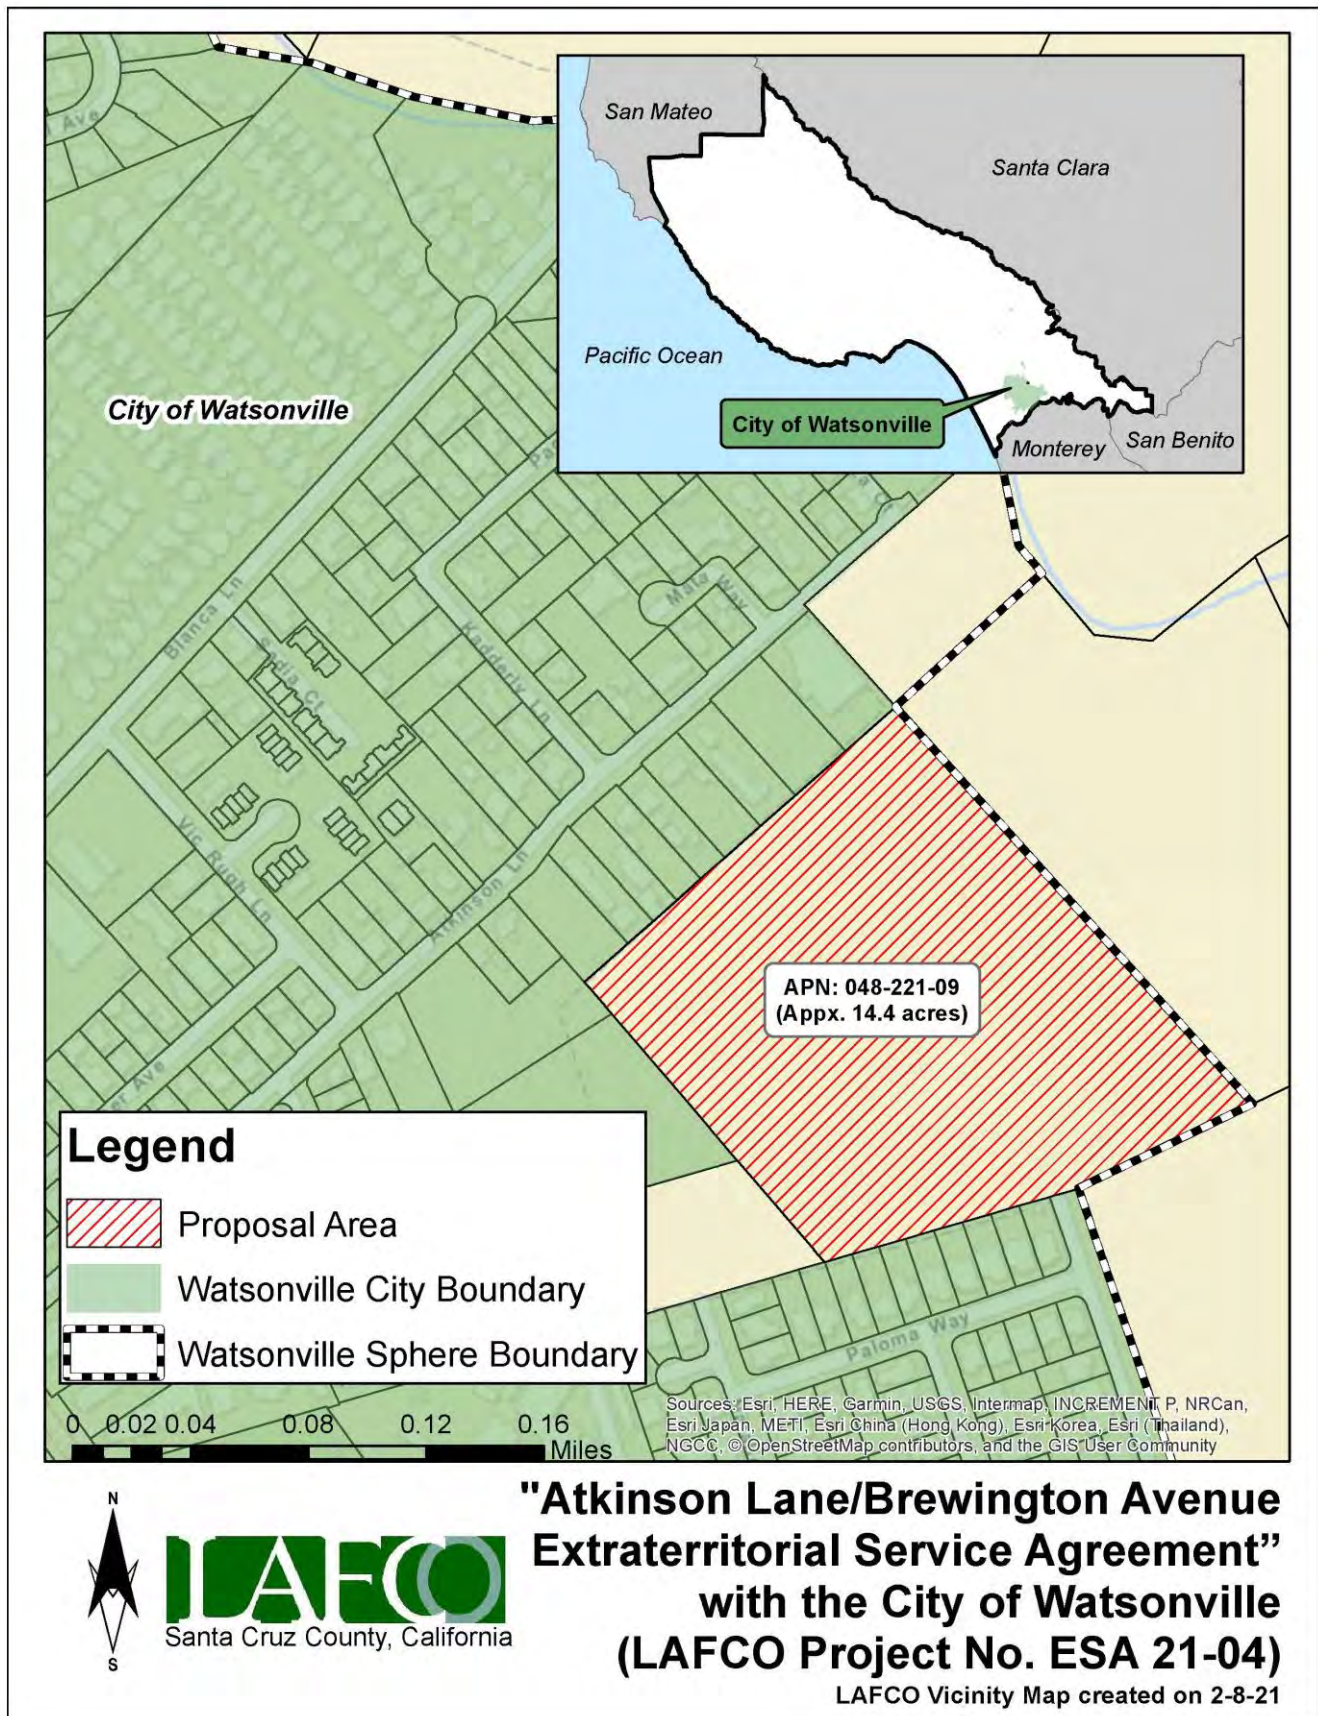 San Mateo
Santa Clara
Pacific Ocean
City of Watsonville
Monterey
San Benito
City of Watsonville
Ave
Blanca Ln
Sadia Ct
Kadderly Ln
Mata Way
Ct
Vic Rugh Ln
Atkinson Ln
Ave
APN: 048-221-09
(Appx. 14.4 acres)
Paloma Way
Legend
Proposal Area
Watsonville City Boundary
Watsonville Sphere Boundary
0 0.02 0.04 0.08 0.12 0.16
Miles
Sources: Esri, HERE, Garmin, USGS, Intermap, INCREMENT P, NRCan,
Esri Japan, METI, Esri China (Hong Kong), Esri Korea, Esri (Thailand),
NGCC, © OpenStreetMap contributors, and the GIS User Community
N
S
LAFCO
Santa Cruz County, California
"Atkinson Lane/Brewington Avenue
Extraterritorial Service Agreement”
with the City of Watsonville
(LAFCO Project No. ESA 21-04)
LAFCO Vicinity Map created on 2-8-21